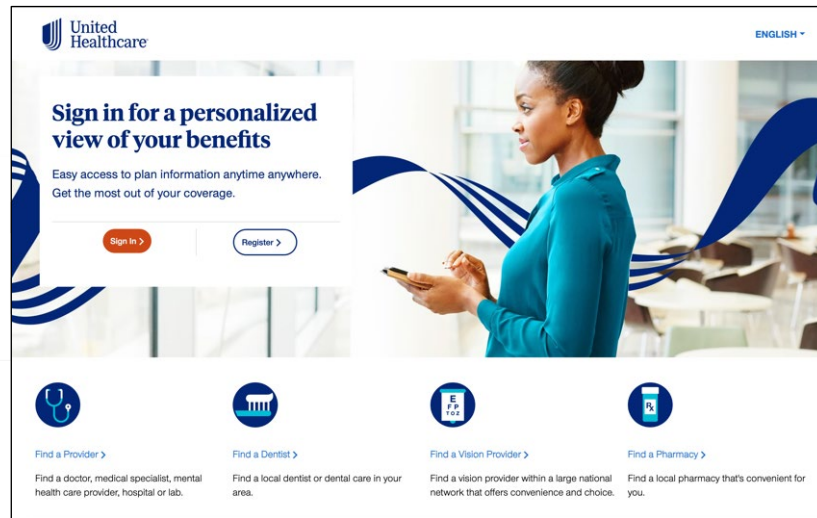 United
Healthcare
ENGLISH
Sign in for a personalized
view of your benefits
Easy access to plan information anytime anywhere.
Get the most out of your coverage.
Sign In >
Register >
E
F P
T O Z
Rx
Find a Provider >
Find a Dentist >
Find a Vision Provider >
Find a Pharmacy >
Find a doctor, medical specialist, mental
health care provider, hospital or lab.
Find a local dentist or dental care in your
area.
Find a vision provider within a large national
network that offers convenience and choice.
Find a local pharmacy that's convenient for
you.